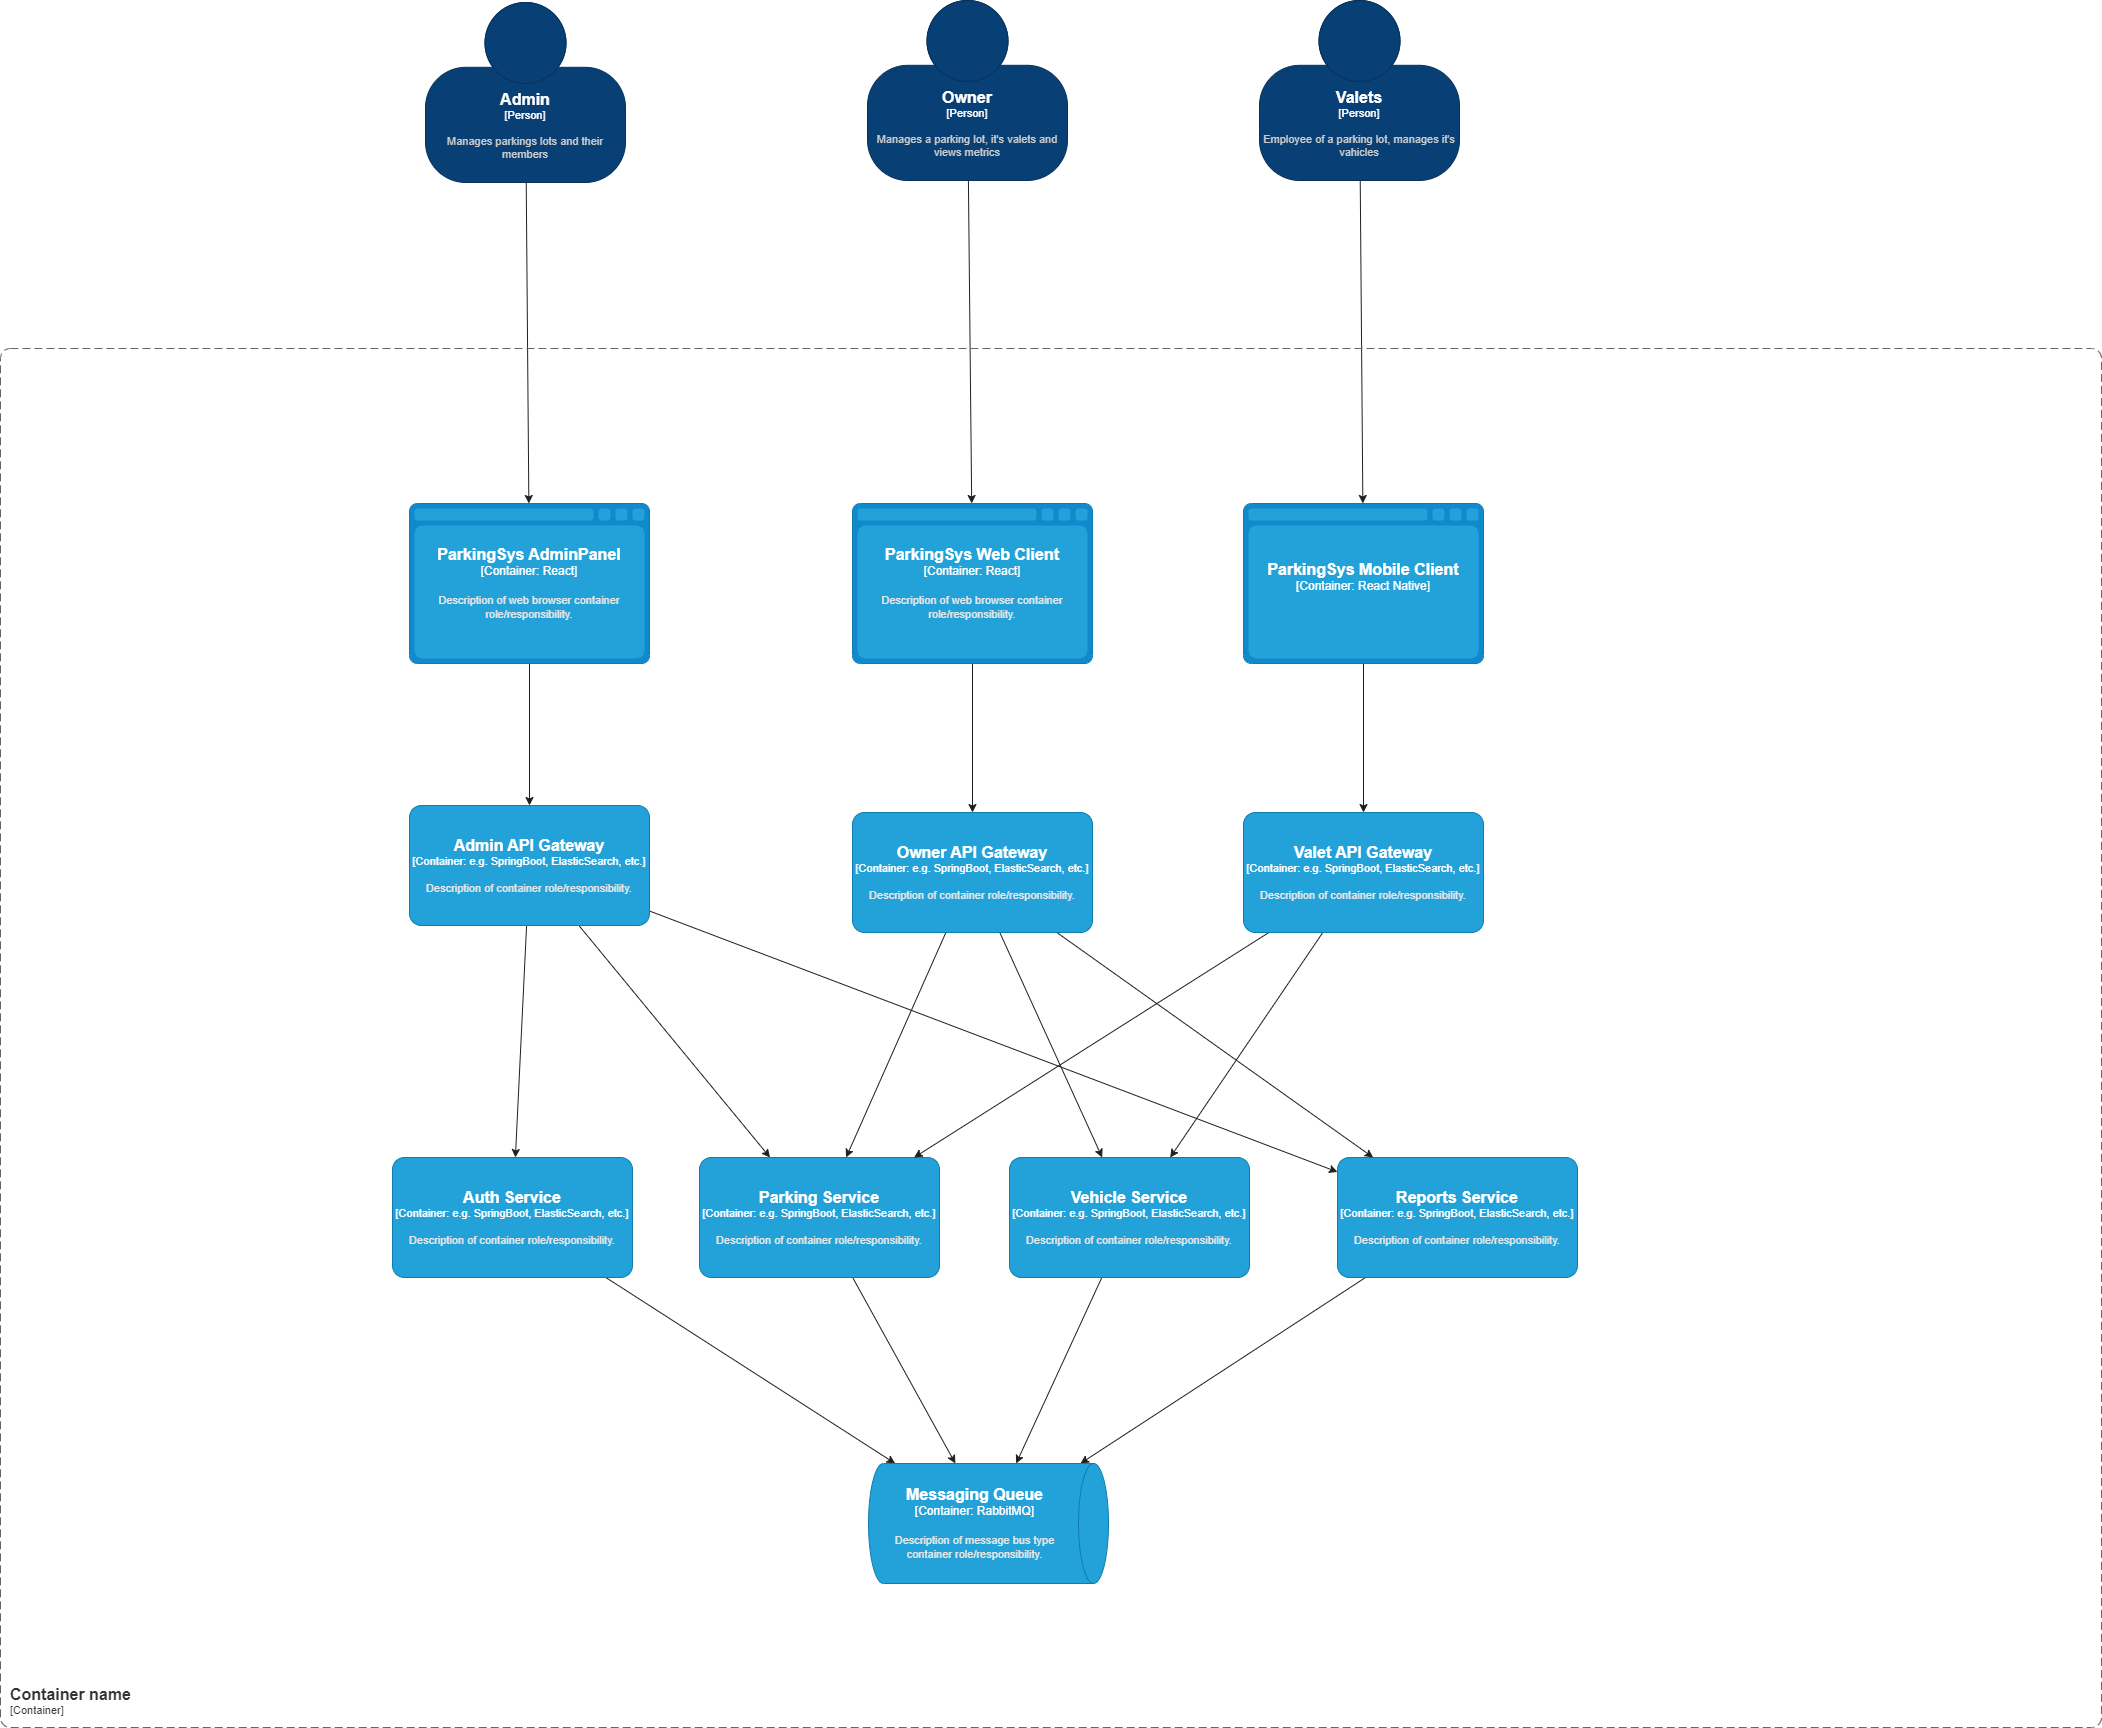 Admin
[Person]
Manages parkings lots and their
members
Owner
[Person]
Manages a parking lot, it's valets and
views metrics
Valets
[Person]
Employee of a parking lot, manages it's
vahicles
ParkingSys AdminPanel
[Container: React]
Description of web browser container
role/responsibility.
ParkingSys Web Client
[Container: React]
Description of web browser container
role/responsibility.
ParkingSys Mobile Client
[Container: React Native]
Admin API Gateway
[Container: e.g. SpringBoot, ElasticSearch, etc.]
Description of container role/responsibility.
Owner API Gateway
[Container: e.g. SpringBoot, ElasticSearch, etc.]
Description of container role/responsibility.
Valet API Gateway
[Container: e.g. SpringBoot, ElasticSearch, etc.]
Description of container role/responsibility.
Auth Service
[Container: e.g. SpringBoot, ElasticSearch, etc.]
Description of container role/responsibility.
Parking Service
[Container: e.g. SpringBoot, ElasticSearch, etc.]
Description of container role/responsibility.
Vehicle Service
[Container: e.g. SpringBoot, ElasticSearch, etc.]
Description of container role/responsibility.
Reports Service
[Container: e.g. SpringBoot, ElasticSearch, etc.]
Description of container role/responsibility.
Messaging Queue
[Container: RabbitMQ]
Description of message bus type
container role/responsibility.
Container name
[Container]